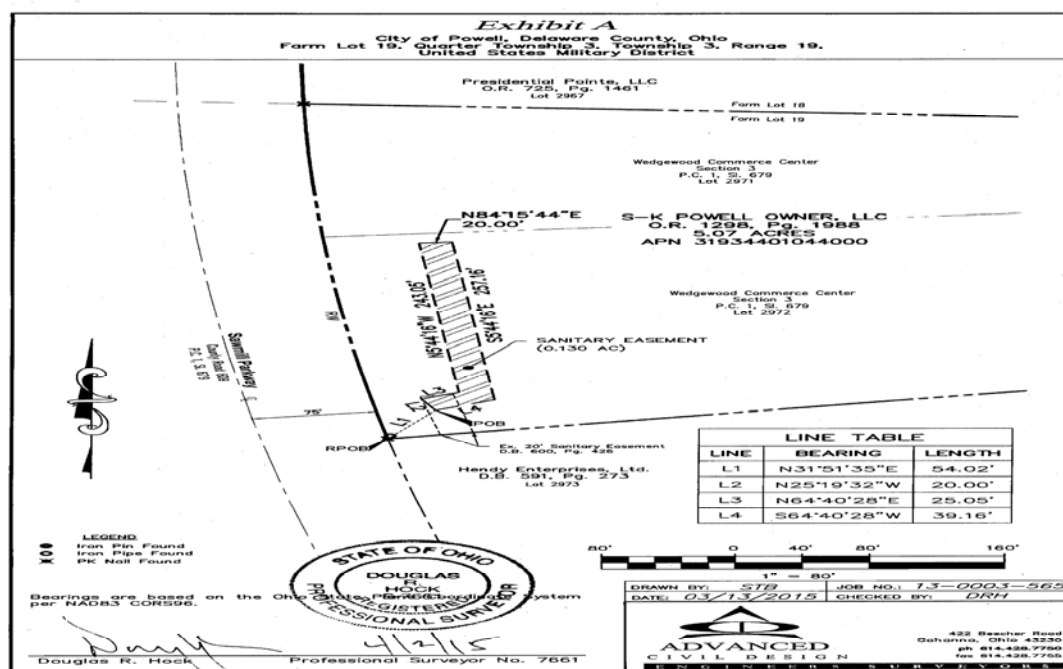 Exhibit A
City of Powell, Delaware County, Ohio
Farm Lot 19, Quarter Township 3, Township 3, Range 19,
United States Military District
Presidential Pointe, LLC
O.R. 725, Pg. 1461
Lot 2967
Farm Lot 18
Farm Lot 19
Wedgewood Commerce Center
Section 3
P.C. 1, Sl. 679
Lot 2971
N84°15'44"E
20.00'
S-K POWELL OWNER, LLC
O.R. 1298, Pg. 1988
5.07 ACRES
APN 31934401044000
N5°44'16"W 243.05'
S5°44'16"E 257.16'
Wedgewood Commerce Center
Section 3
P.C. 1, Sl. 679
Lot 2972
RW
SANITARY EASEMENT
(0.130 AC)
Sawmill Parkway
County Road 609
75'
L1
L2
L3
L4
POB
RPOB
Ex. 20' Sanitary Easement
D.B. 600, Pg. 426
Hendy Enterprises, Ltd.
D.B. 591, Pg. 273
Lot 2973
LINE TABLE
LINE BEARING LENGTH
L1 N31°51'35"E 54.02'
L2 N25°19'32"W 20.00'
L3 N64°40'28"E 25.05'
L4 S64°40'28"W 39.16'
LEGEND
Iron Pin Found
Iron Pipe Found
PK Nail Found
STATE OF OHIO
DOUGLAS
R.
HOCK
REGISTERED
PROFESSIONAL SURVEYOR
80' 0 40' 80' 160'
1" = 80'
Bearings are based on the Ohio State Plane Coordinate System
per NAD83 CORS96.
4/2/15
Douglas R. Hock Professional Surveyor No. 7661
DRAWN BY: STB JOB NO.: 13-0003-565
DATE: 03/13/2015 CHECKED BY: DRH
ADVANCED
CIVIL DESIGN
422 Beecher Road
Gahanna, Ohio 43230
ph 614.428.7750
fax 614.428.7755
ENGINEERS SURVEYORS